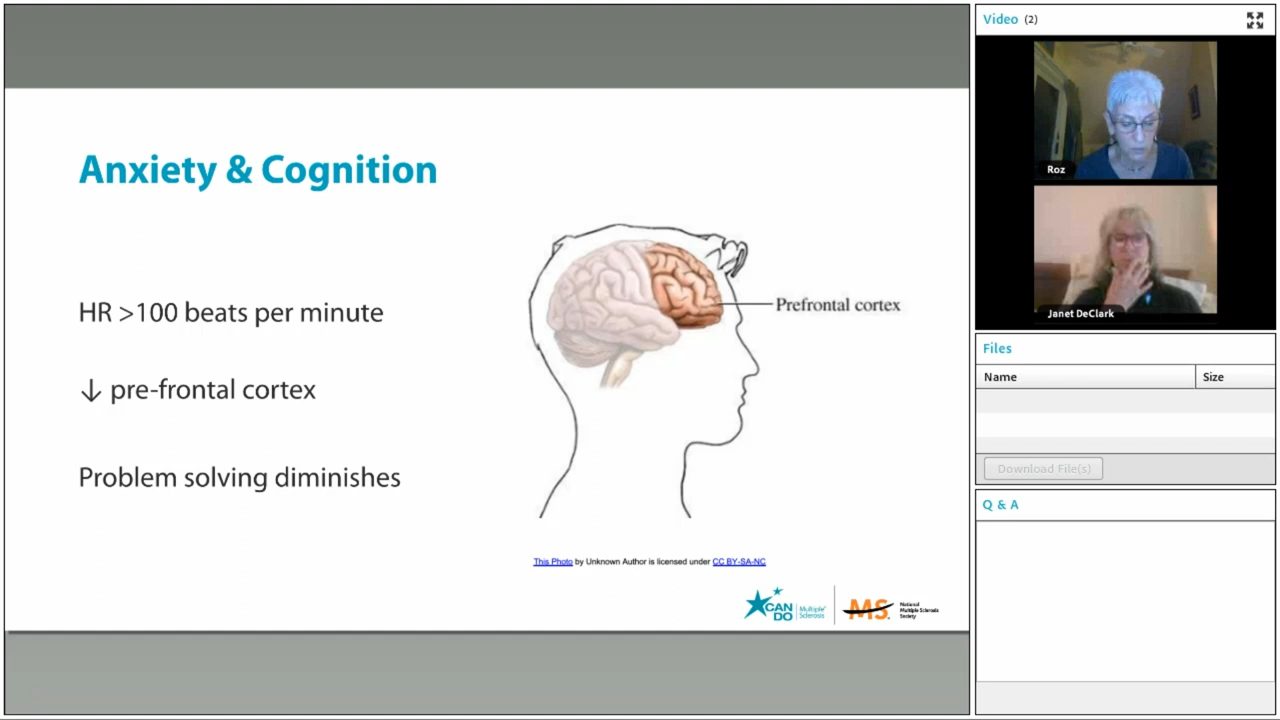 Anxiety & Cognition
HR >100 beats per minute
↓ pre-frontal cortex
Problem solving diminishes
Prefrontal cortex
This Photo by Unknown Author is licensed under CC BY-SA-NC
CAN DO
Multiple Sclerosis
MS
National
Multiple Sclerosis
Society
Video (2)
Roz
Janet DeClark
Files
Name Size
Download File(s)
Q & A